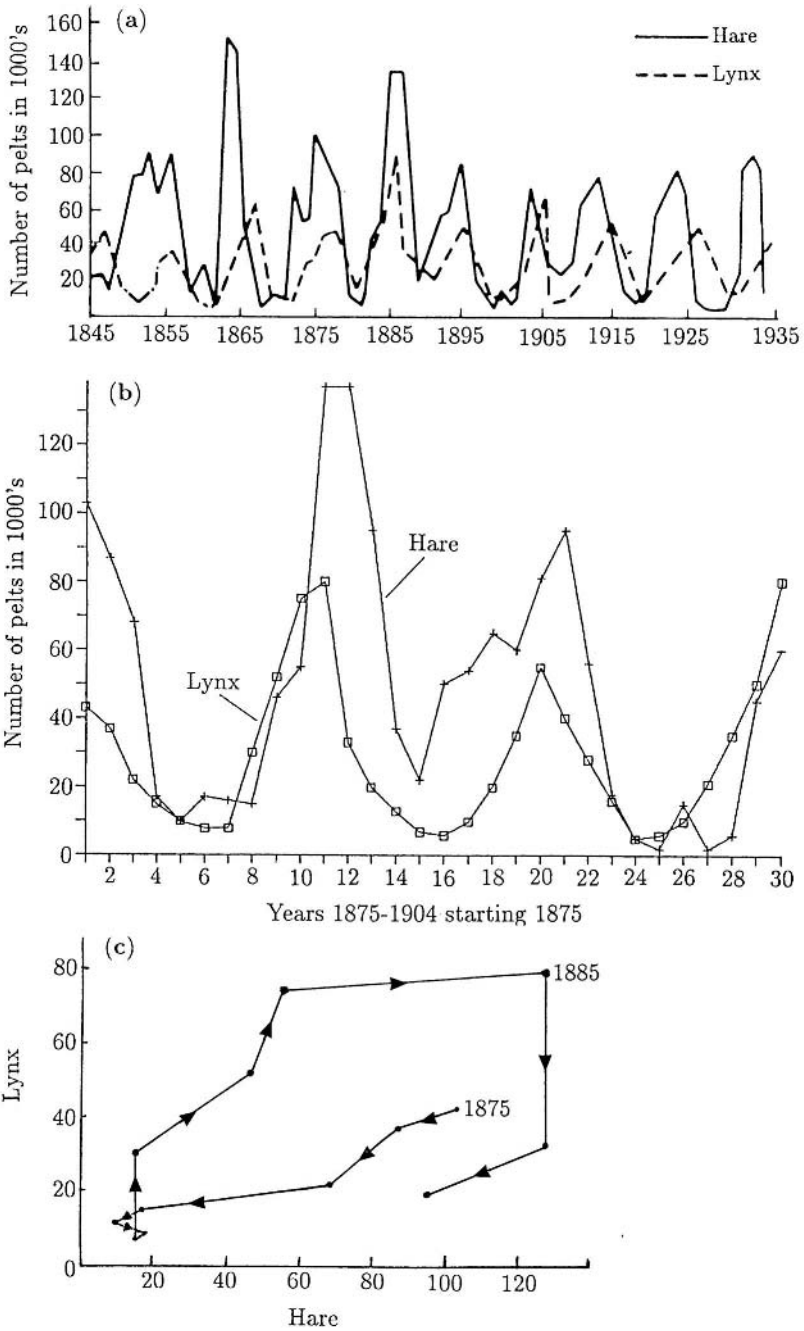 (a)
Number of pelts in 1000's
160
140
120
100
80
60
40
20
Hare
Lynx
1845 1855 1865 1875 1885 1895 1905 1915 1925 1935
(b)
Number of pelts in 1000's
120
100
80
60
40
20
0
Hare
Lynx
2 4 6 8 10 12 14 16 18 20 22 24 26 28 30
Years 1875-1904 starting 1875
(c)
Lynx
80
60
40
20
0
1885
1875
20 40 60 80 100 120
Hare